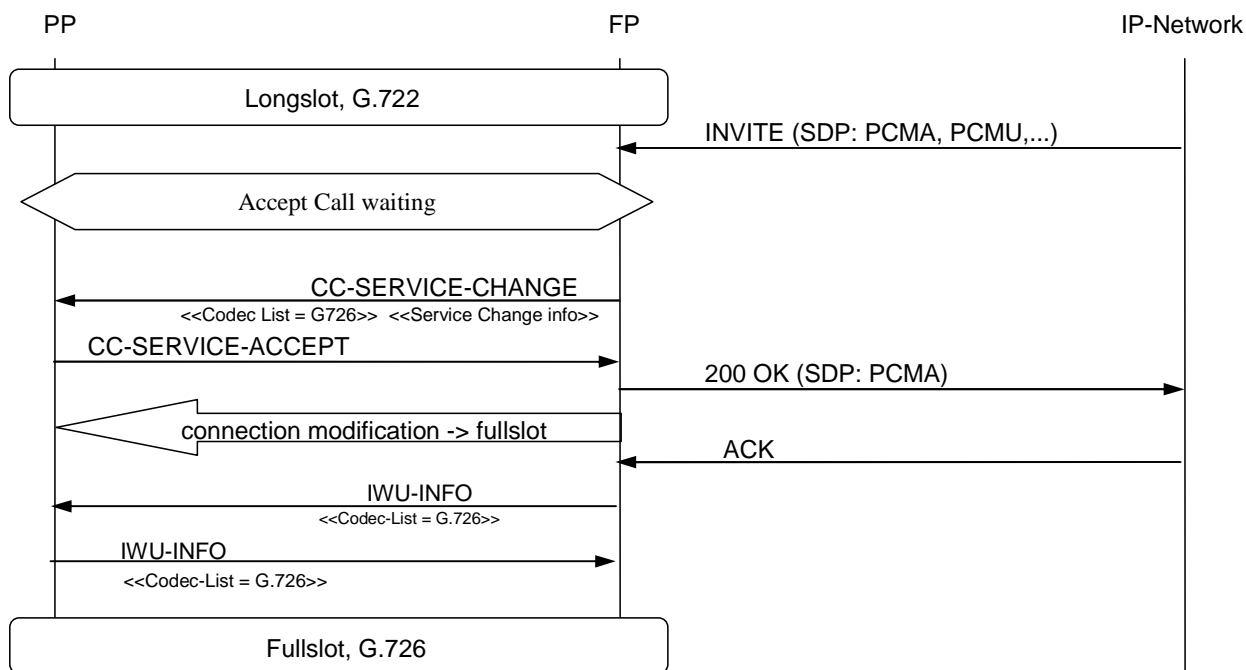 PP
FP
IP-Network
Longslot, G.722
INVITE (SDP: PCMA, PCMU,...)
Accept Call waiting
CC-SERVICE-CHANGE
<<Codec List = G726>> <<Service Change info>>
CC-SERVICE-ACCEPT
200 OK (SDP: PCMA)
connection modification -> fullslot
ACK
IWU-INFO
<<Codec-List = G.726>>
IWU-INFO
<<Codec-List = G.726>>
Fullslot, G.726